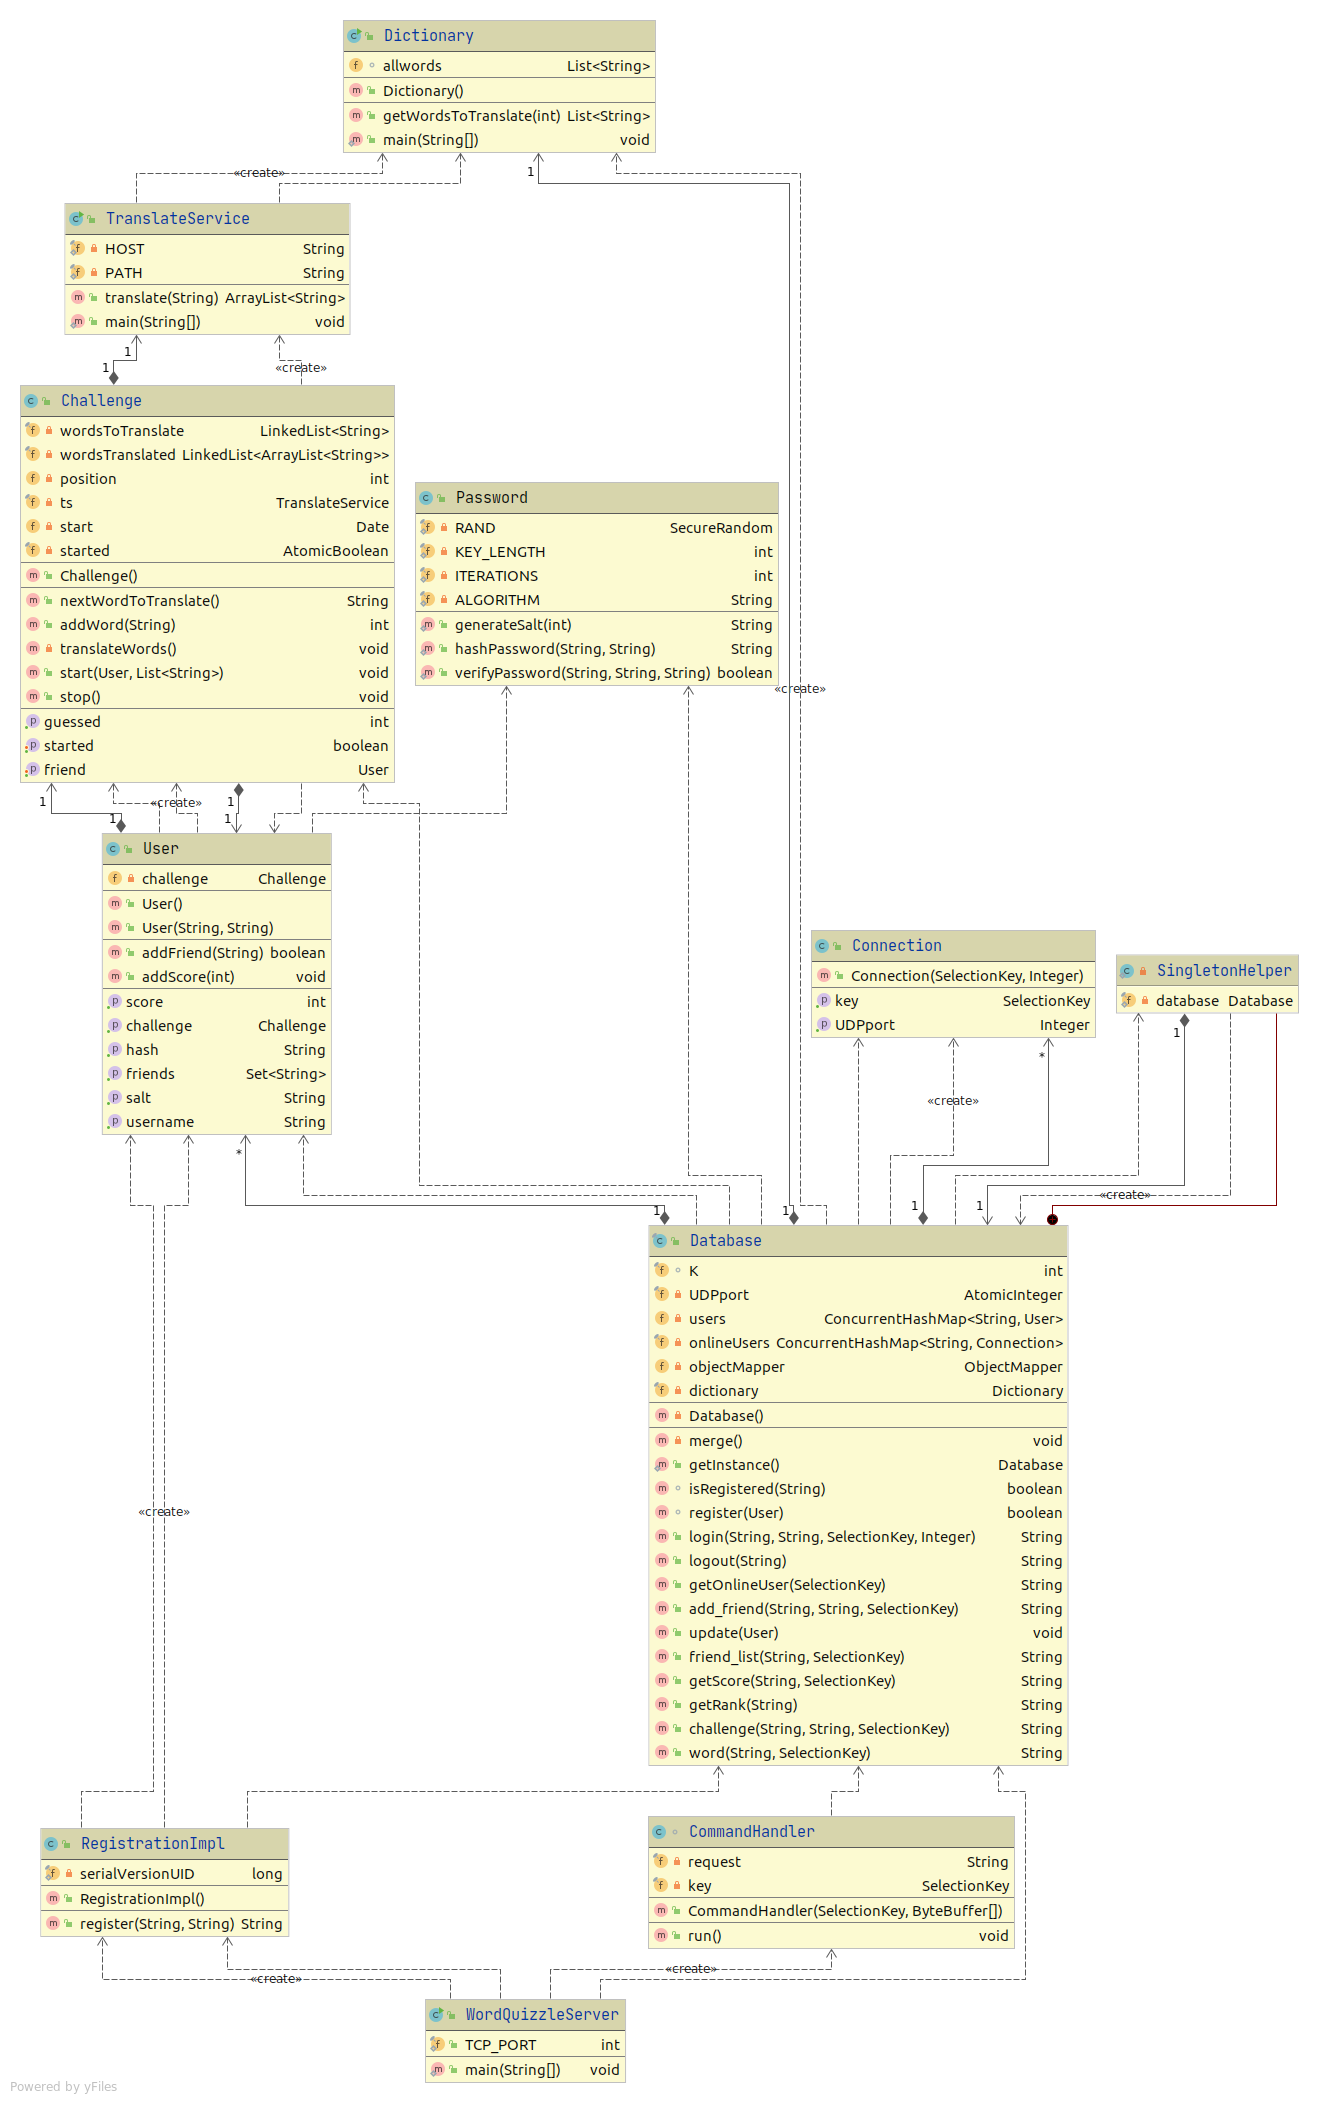 Dictionary
allwords List<String>
Dictionary()
getWordsToTranslate(int) List<String>
main(String[]) void
1
«create»
TranslateService
HOST String
PATH String
translate(String) ArrayList<String>
main(String[]) void
1
1
«create»
Challenge
wordsToTranslate LinkedList<String>
wordsTranslated LinkedList<ArrayList<String>>
position int
ts TranslateService
start Date
started AtomicBoolean
Challenge()
nextWordToTranslate() String
addWord(String) int
translateWords() void
start(User, List<String>) void
stop() void
guessed int
started boolean
friend User
Password
RAND SecureRandom
KEY_LENGTH int
ITERATIONS int
ALGORITHM String
generateSalt(int) String
hashPassword(String, String) String
verifyPassword(String, String, String) boolean
«create»
1
«create»
1
1
1
User
challenge Challenge
User()
User(String, String)
addFriend(String) boolean
addScore(int) void
score int
challenge Challenge
hash String
friends Set<String>
salt String
username String
Connection
Connection(SelectionKey, Integer)
key SelectionKey
UDPport Integer
SingletonHelper
database Database
1
*
«create»
*
«create»
1
1
1
1
Database
K int
UDPport AtomicInteger
users ConcurrentHashMap<String, User>
onlineUsers ConcurrentHashMap<String, Connection>
objectMapper ObjectMapper
dictionary Dictionary
Database()
merge() void
getInstance() Database
isRegistered(String) boolean
register(User) boolean
login(String, String, SelectionKey, Integer) String
logout(String) String
getOnlineUser(SelectionKey) String
add_friend(String, String, SelectionKey) String
update(User) void
friend_list(String, SelectionKey) String
getScore(String, SelectionKey) String
getRank(String) String
challenge(String, String, SelectionKey) String
word(String, SelectionKey) String
«create»
RegistrationImpl
serialVersionUID long
RegistrationImpl()
register(String, String) String
CommandHandler
request String
key SelectionKey
CommandHandler(SelectionKey, ByteBuffer[])
run() void
«create»
«create»
WordQuizzleServer
TCP_PORT int
main(String[]) void
Powered by yFiles